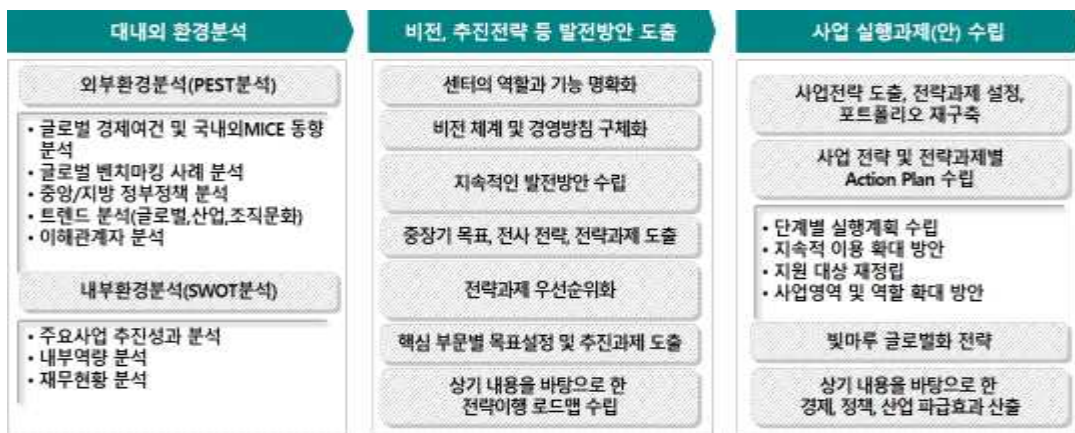 대내외 환경분석
외부환경분석(PEST분석)
• 글로벌 경제여건 및 국내외MICE 동향
분석
• 글로벌 벤치마킹 사례 분석
• 중앙/지방 정부정책 분석
• 트렌드 분석(글로벌,산업,조직문화)
• 이해관계자 분석
내부환경분석(SWOT분석)
• 주요사업 추진성과 분석
• 내부역량 분석
• 재무현황 분석
비전, 추진전략 등 발전방안 도출
센터의 역할과 기능 명확화
비전 체계 및 경영방침 구체화
지속적인 발전방안 수립
중장기 목표, 전사 전략, 전략과제 도출
전략과제 우선순위화
핵심 부문별 목표설정 및 추진과제 도출
상기 내용을 바탕으로 한
전략이행 로드맵 수립
사업 실행과제(안) 수립
사업전략 도출, 전략과제 설정,
포트폴리오 재구축
사업 전략 및 전략과제별
Action Plan 수립
• 단계별 실행계획 수립
• 지속적 이용 확대 방안
• 지원 대상 재정립
• 사업영역 및 역할 확대 방안
빛마루 글로벌화 전략
상기 내용을 바탕으로 한
경제, 정책, 산업 파급효과 산출